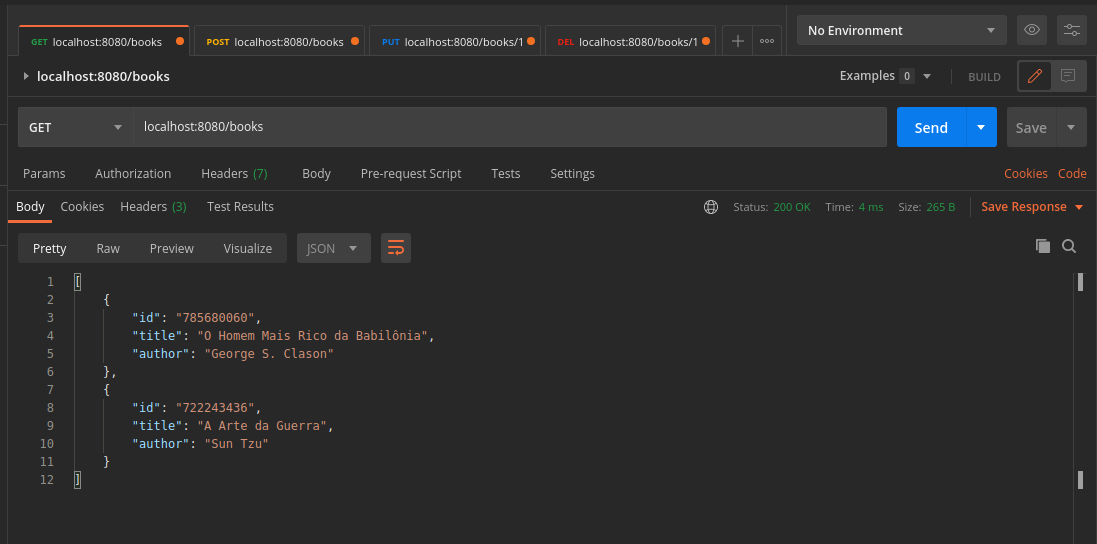 GET localhost:8080/books POST localhost:8080/books PUT localhost:8080/books/1 DEL localhost:8080/books/1 No Environment
localhost:8080/books Examples 0 BUILD
GET localhost:8080/books Send Save
Params Authorization Headers (7) Body Pre-request Script Tests Settings Cookies Code
Body Cookies Headers (3) Test Results Status: 200 OK Time: 4 ms Size: 265 B Save Response
Pretty Raw Preview Visualize JSON
1 [
2 {
3 "id": "785680060",
4 "title": "O Homem Mais Rico da Babilônia",
5 "author": "George S. Clason"
6 },
7 {
8 "id": "722243436",
9 "title": "A Arte da Guerra",
10 "author": "Sun Tzu"
11 }
12 ]